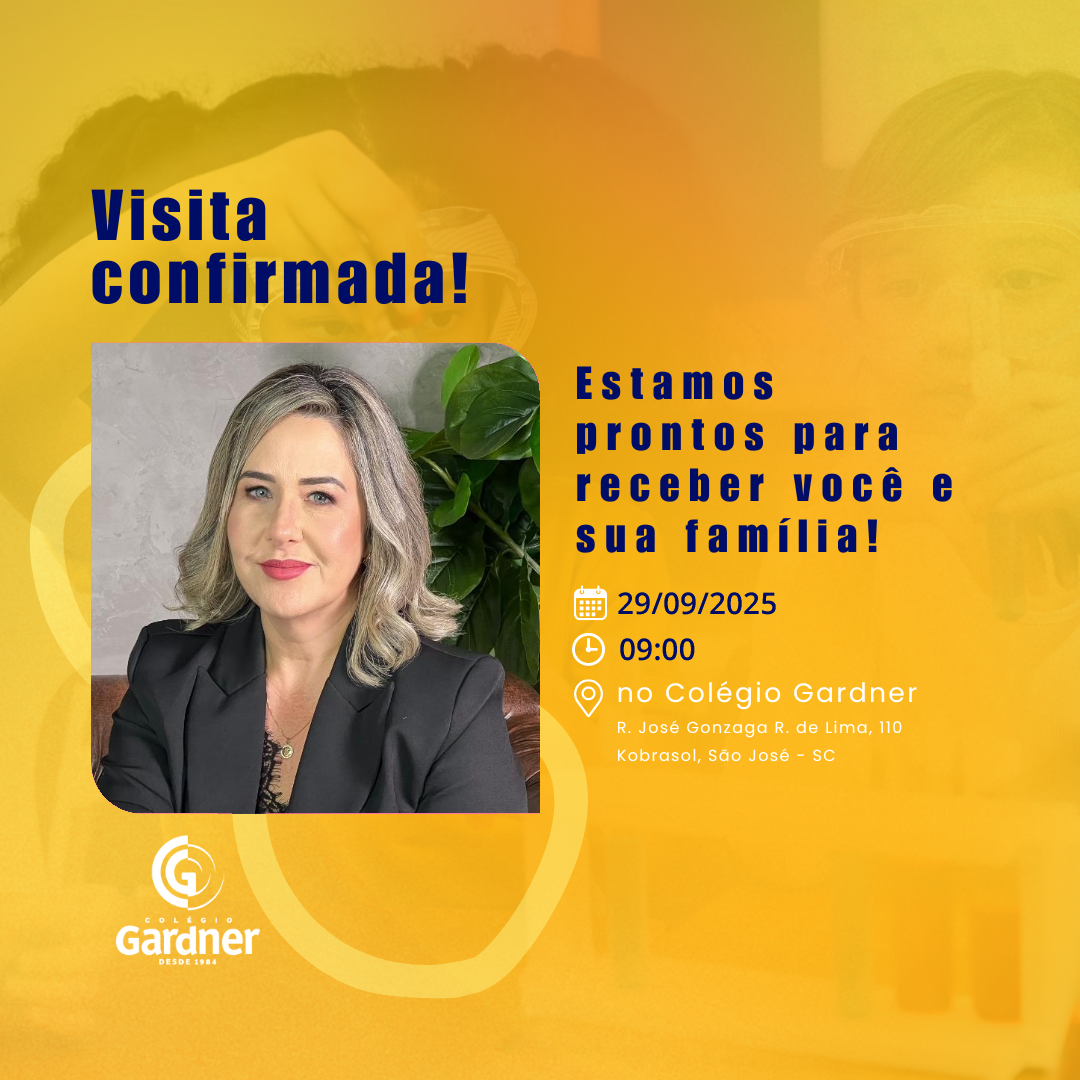 Visita
confirmada!
Estamos
prontos para
receber você e
sua família!
29/09/2025
09:00
no Colégio Gardner
R. José Gonzaga R. de Lima, 110
Kobrasol, São José - SC
G
COLÉGIO
Gardner
DESDE 1984